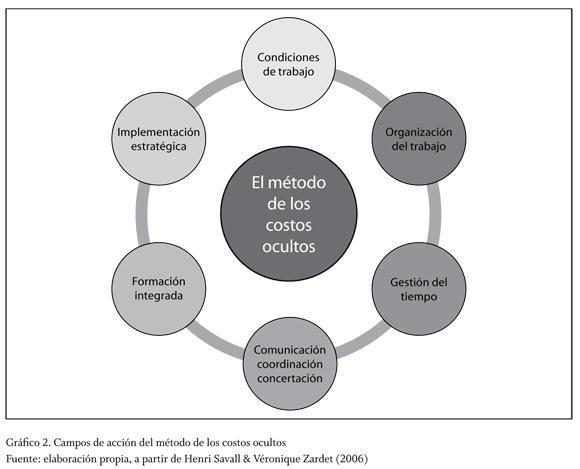 Condiciones
de trabajo
Organización
del trabajo
Gestión del
tiempo
Comunicación
coordinación
concertación
Formación
integrada
Implementación
estratégica
El método
de los
costos
ocultos
Gráfico 2. Campos de acción del método de los costos ocultos
Fuente: elaboración propia, a partir de Henri Savall & Véronique Zardet (2006)